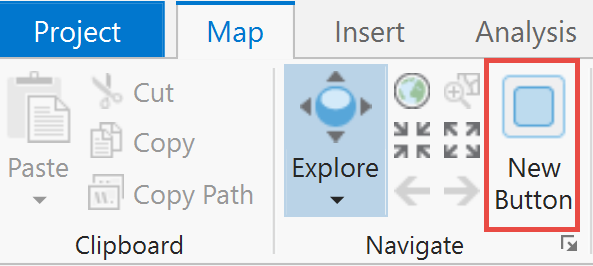 Project Map Insert Analysis
Paste
Cut
Copy
Copy Path
Explore
New
Button
Clipboard
Navigate